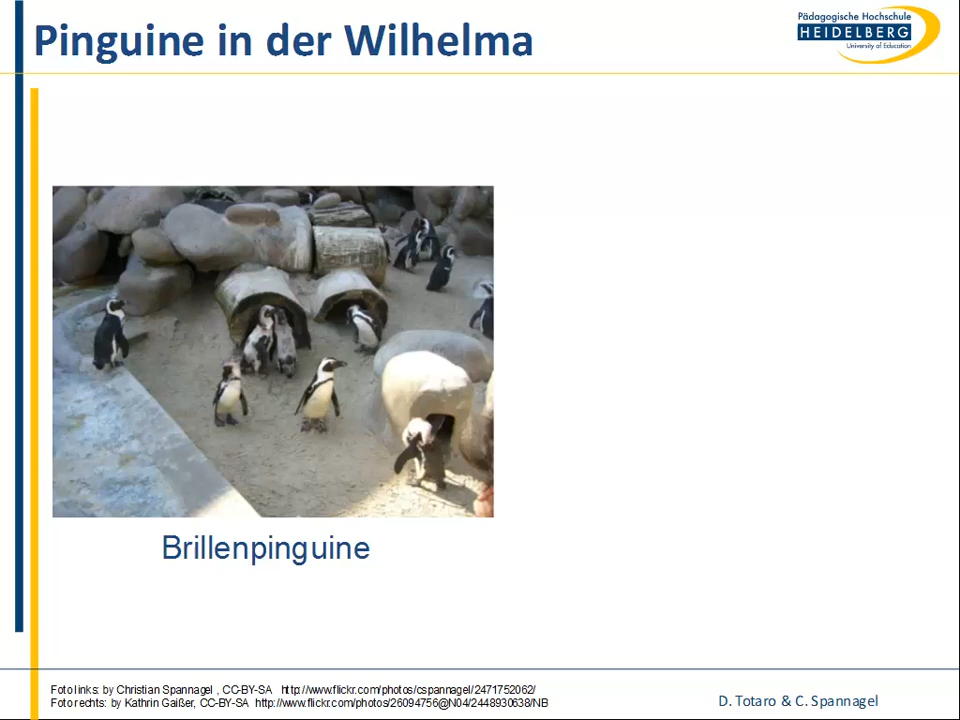 Pinguine in der Wilhelma
Pädagogische Hochschule
HEIDELBERG
University of Education
Brillenpinguine
Foto links: by Christian Spannagel , CC-BY-SA http://www.flickr.com/photos/cspannagel/2471752062/
Foto rechts: by Kathrin Gaißer, CC-BY-SA http://www.flickr.com/photos/26094756@N04/2448930638/NB
D. Totaro & C. Spannagel